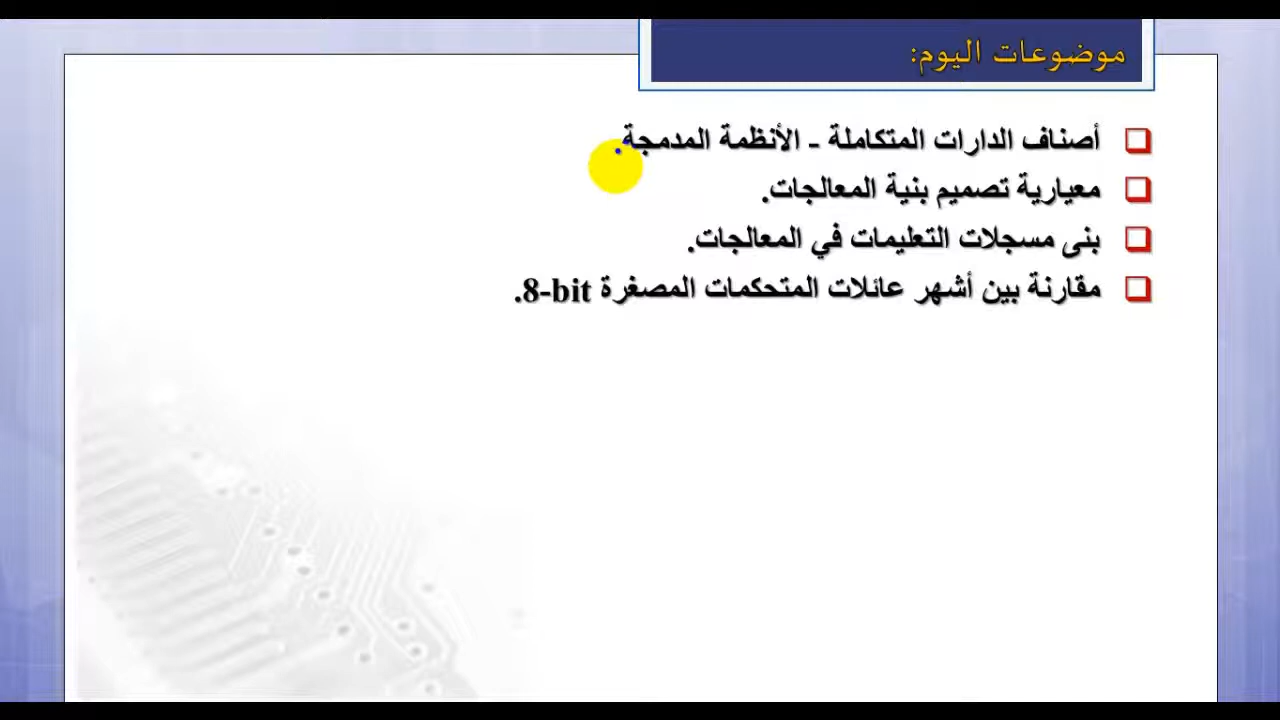 موضوعات اليوم:
أصناف الدارات المتكاملة - الأنظمة المدمجة.
معيارية تصميم بنية المعالجات.
بنى مسجلات التعليمات في المعالجات.
مقارنة بين أشهر عائلات المتحكمات المصغرة 8-bit.